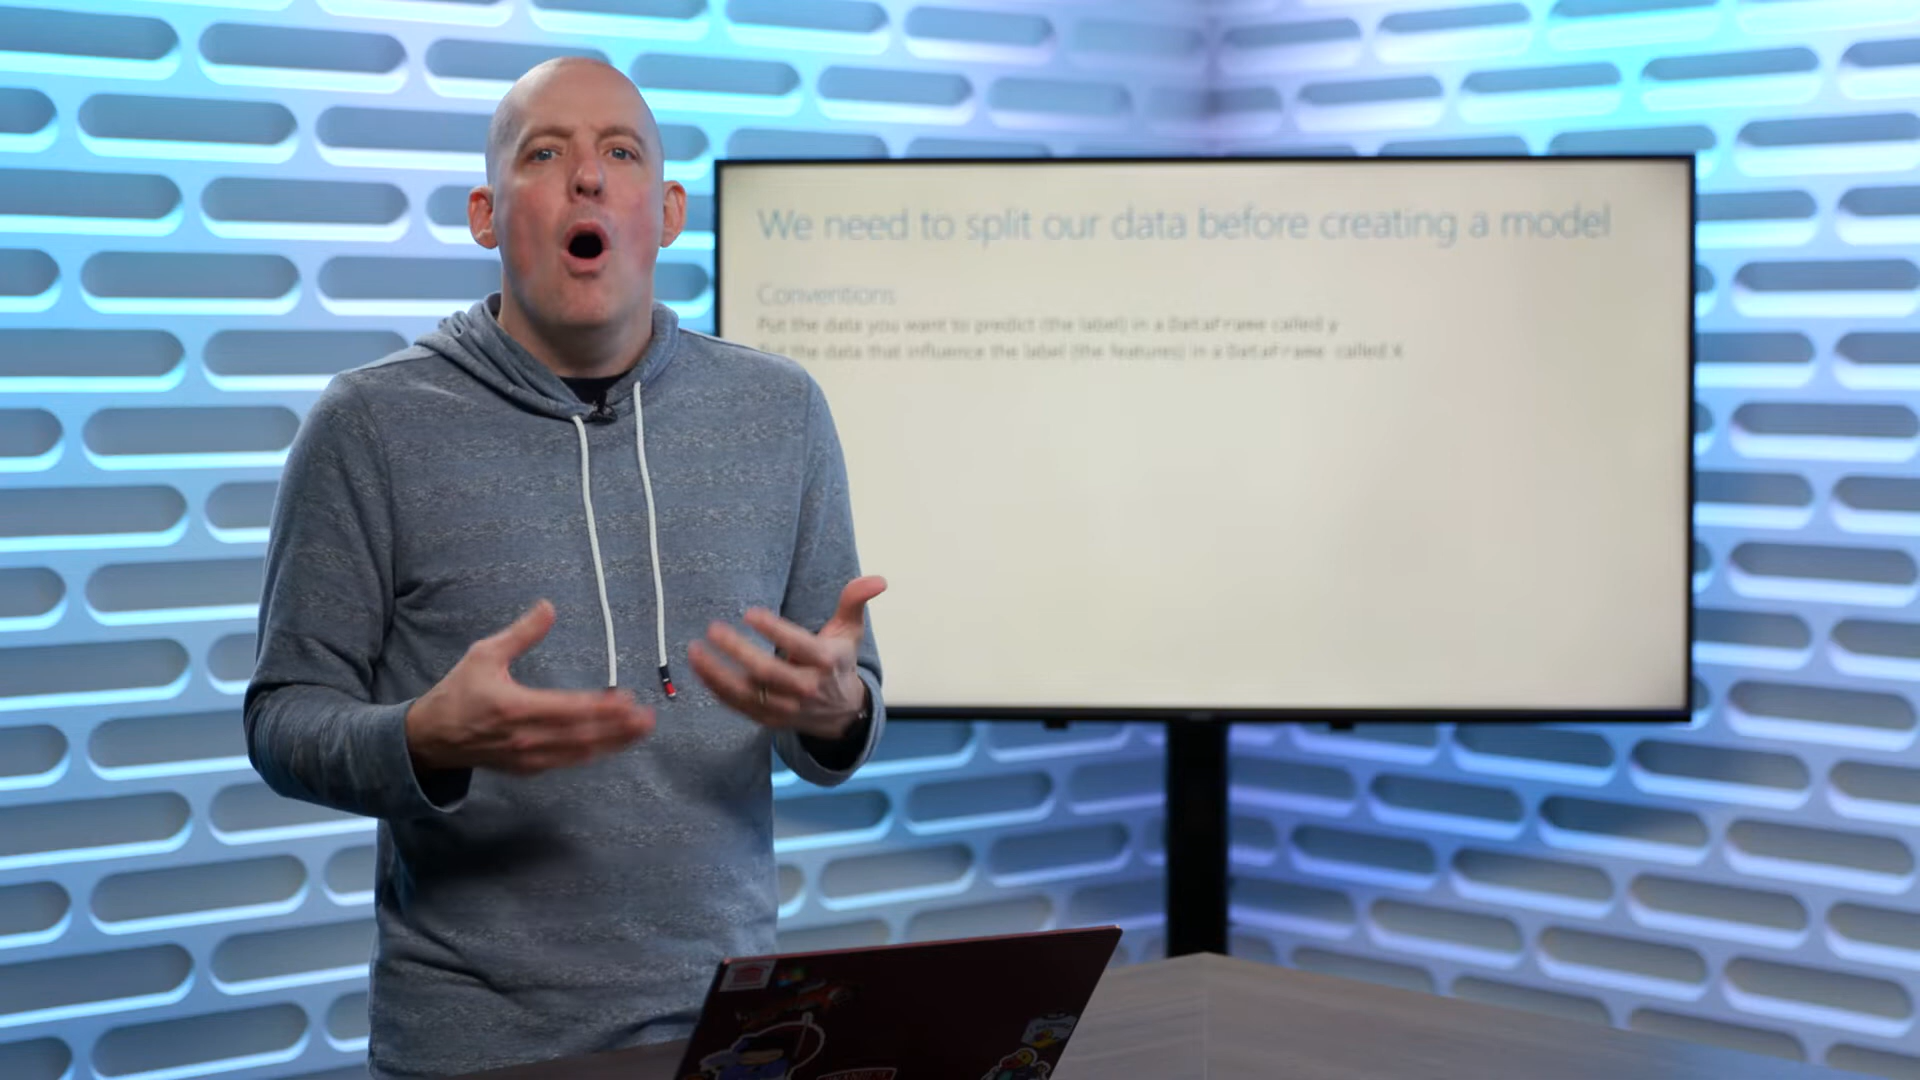 We need to split our data before creating a model
Conventions
Put the data you want to predict (the label) in a DataFrame called y
Put the data that influence the label (the features) in a DataFrame called X